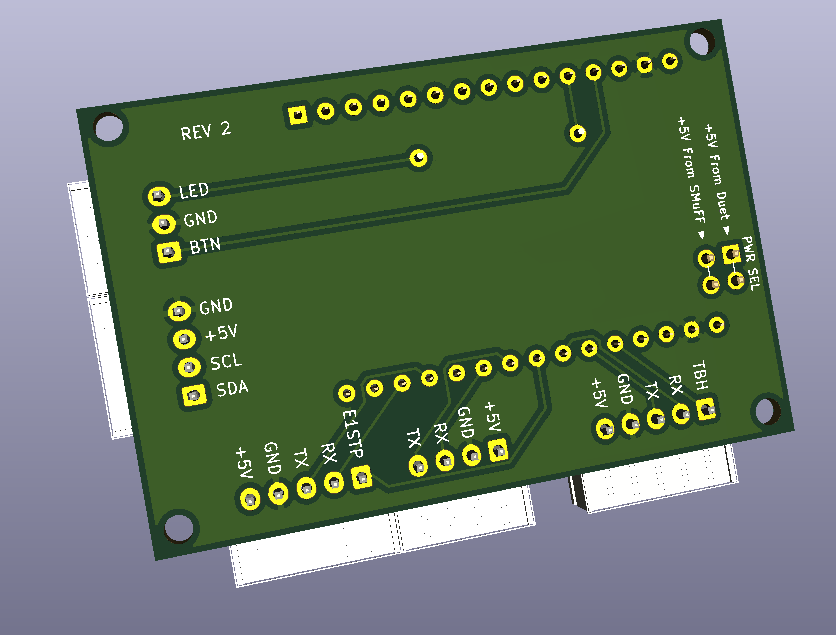 REV 2
LED
GND
BTN
+5V From SMuFF ▼
+5V From Duet ▼
PWR SEL
GND
+5V
SCL
SDA
+5V
GND
TX
RX
E1STP
TX
RX
GND
+5V
+5V
GND
TX
RX
TBH